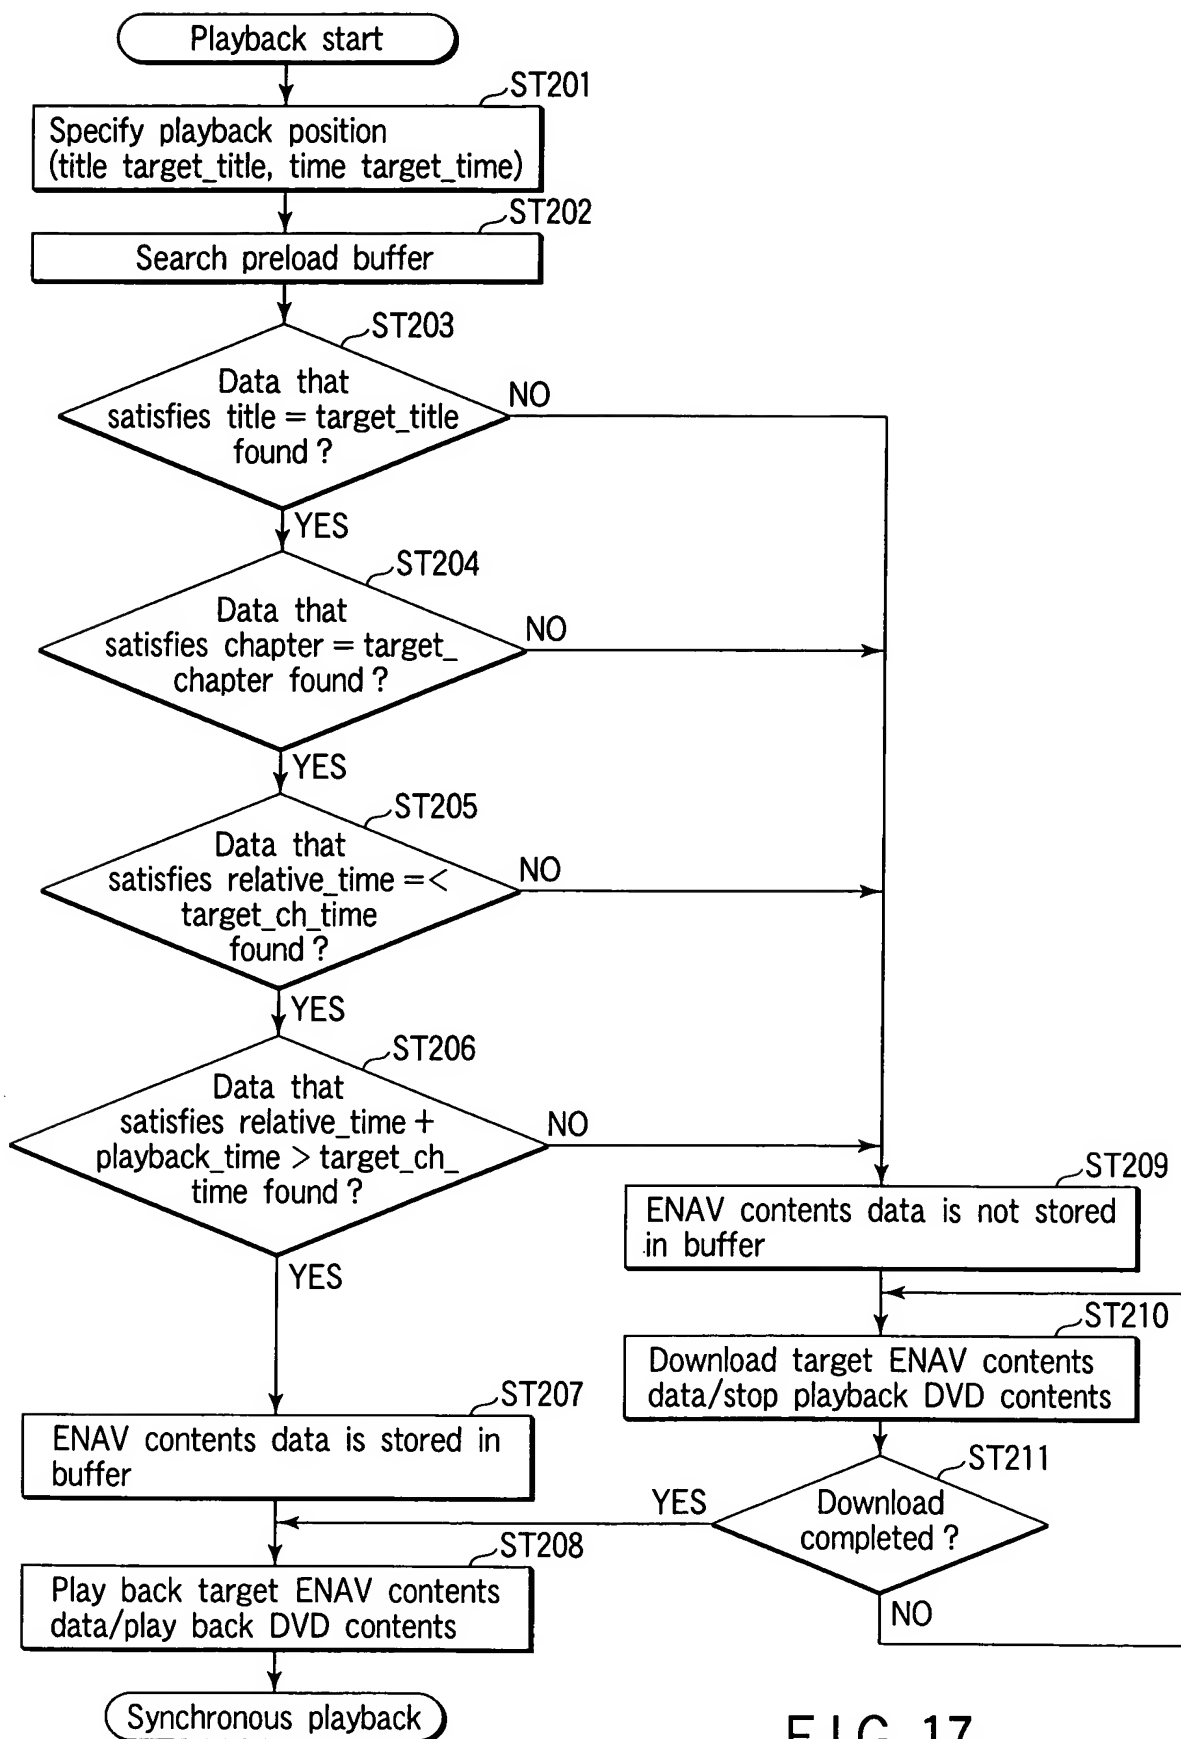 Playback start
ST201
Specify playback position
(title target_title, time target_time)
ST202
Search preload buffer
ST203
Data that
satisfies title = target_title
found ?
NO
YES
ST204
Data that
satisfies chapter = target_
chapter found ?
NO
YES
ST205
Data that
satisfies relative_time =<
target_ch_time
found ?
NO
YES
ST206
Data that
satisfies relative_time +
playback_time > target_ch_
time found ?
NO
YES
ST209
ENAV contents data is not stored
in buffer
ST210
Download target ENAV contents
data/stop playback DVD contents
ST207
ENAV contents data is stored in
buffer
ST211
Download
completed ?
YES
NO
ST208
Play back target ENAV contents
data/play back DVD contents
Synchronous playback
FIG. 17